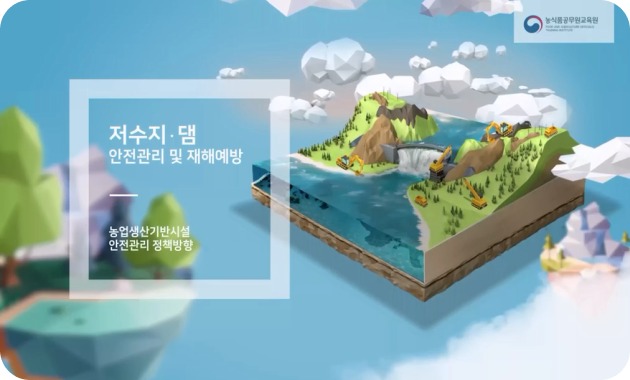 농식품공무원교육원
저수지·댐
안전관리 및 재해예방
농업생산기반시설
안전관리 정책방향